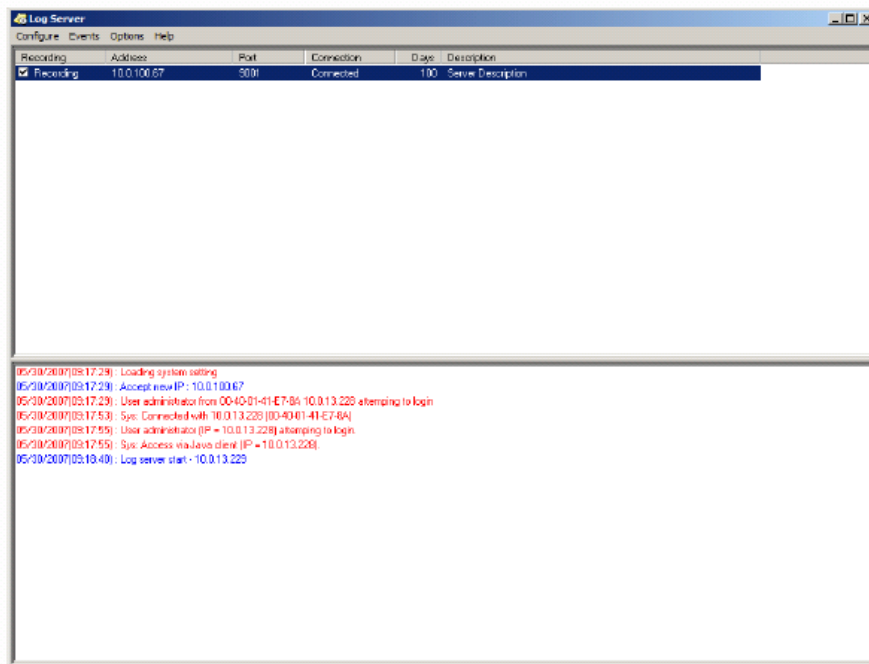 Log Server
Configure Events Options Help
Recording Address Port Connection Days Description
Recording 10.0.100.67 9001 Connected 100 Server Description
05/30/2007(09:17:29) : Loading system setting
05/30/2007(09:17:29) : Accept new IP : 10.0.100.67
05/30/2007(09:17:29) : User administrator from 00-40-01-41-E7-8A 10.0.13.228 attemping to login
05/30/2007(09:17:53) : Sys: Connected with 10.0.13.228 (00-40-01-41-E7-8A)
05/30/2007(09:17:55) : User administrator (IP = 10.0.13.228) attemping to login.
05/30/2007(09:17:55) : Sys: Access via Java client (IP = 10.0.13.228).
05/30/2007(09:18:40) : Log server start - 10.0.13.229